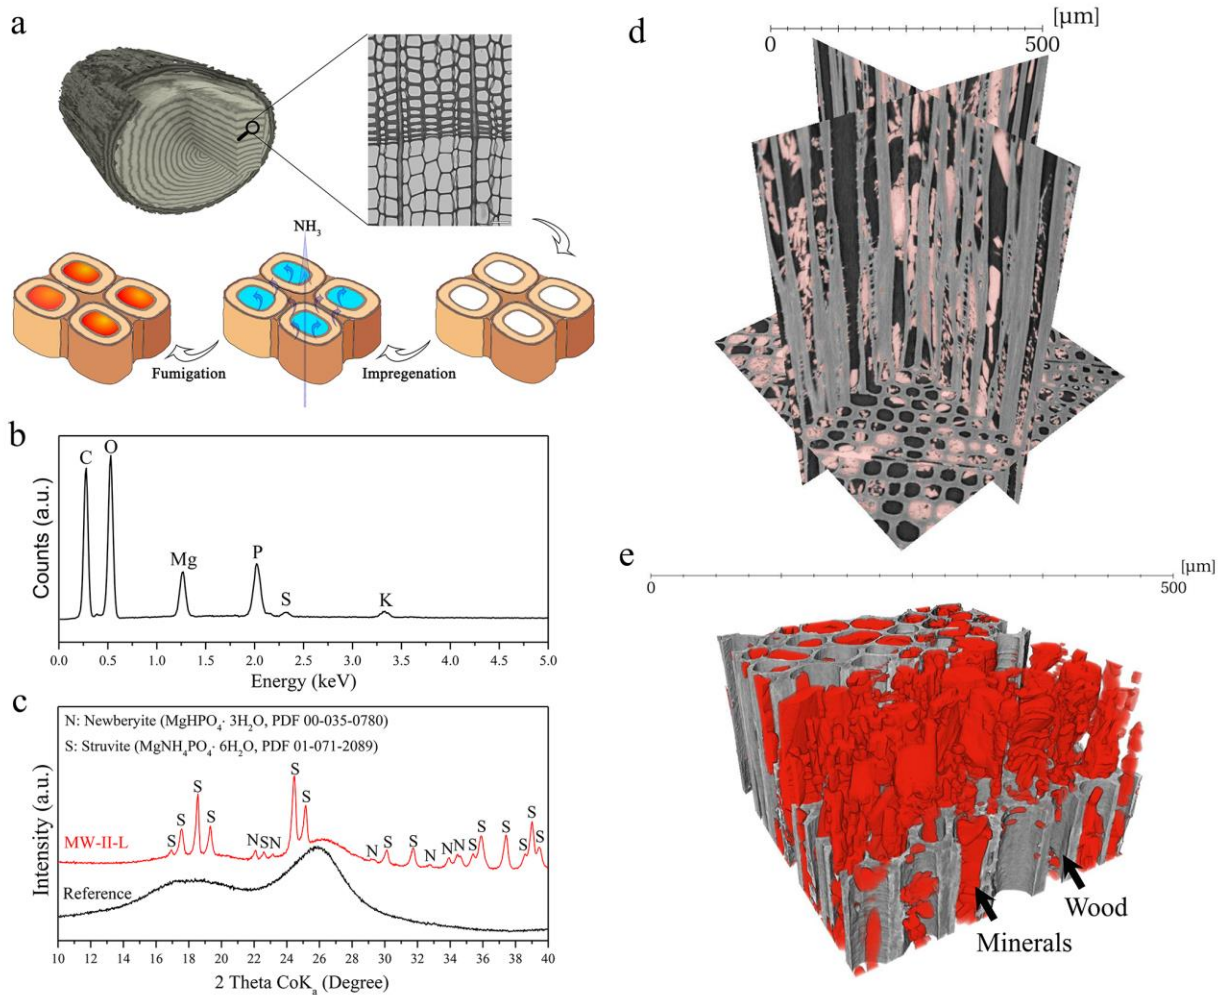 a
NH₃
Fumigation
Impregenation
b
C
O
Mg
P
S
K
Counts (a.u.)
0.0 0.5 1.0 1.5 2.0 2.5 3.0 3.5 4.0 4.5 5.0
Energy (keV)
c
N: Newberyite (MgHPO₄· 3H₂O, PDF 00-035-0780)
S: Struvite (MgNH₄PO₄· 6H₂O, PDF 01-071-2089)
MW-II-L
S S S S N S N S S N S S N N N S S S S S S
Reference
Intensity (a.u.)
10 12 14 16 18 20 22 24 26 28 30 32 34 36 38 40
2 Theta CoKₐ (Degree)
d
[µm]
0 500
e
[µm]
0 500
Wood
Minerals